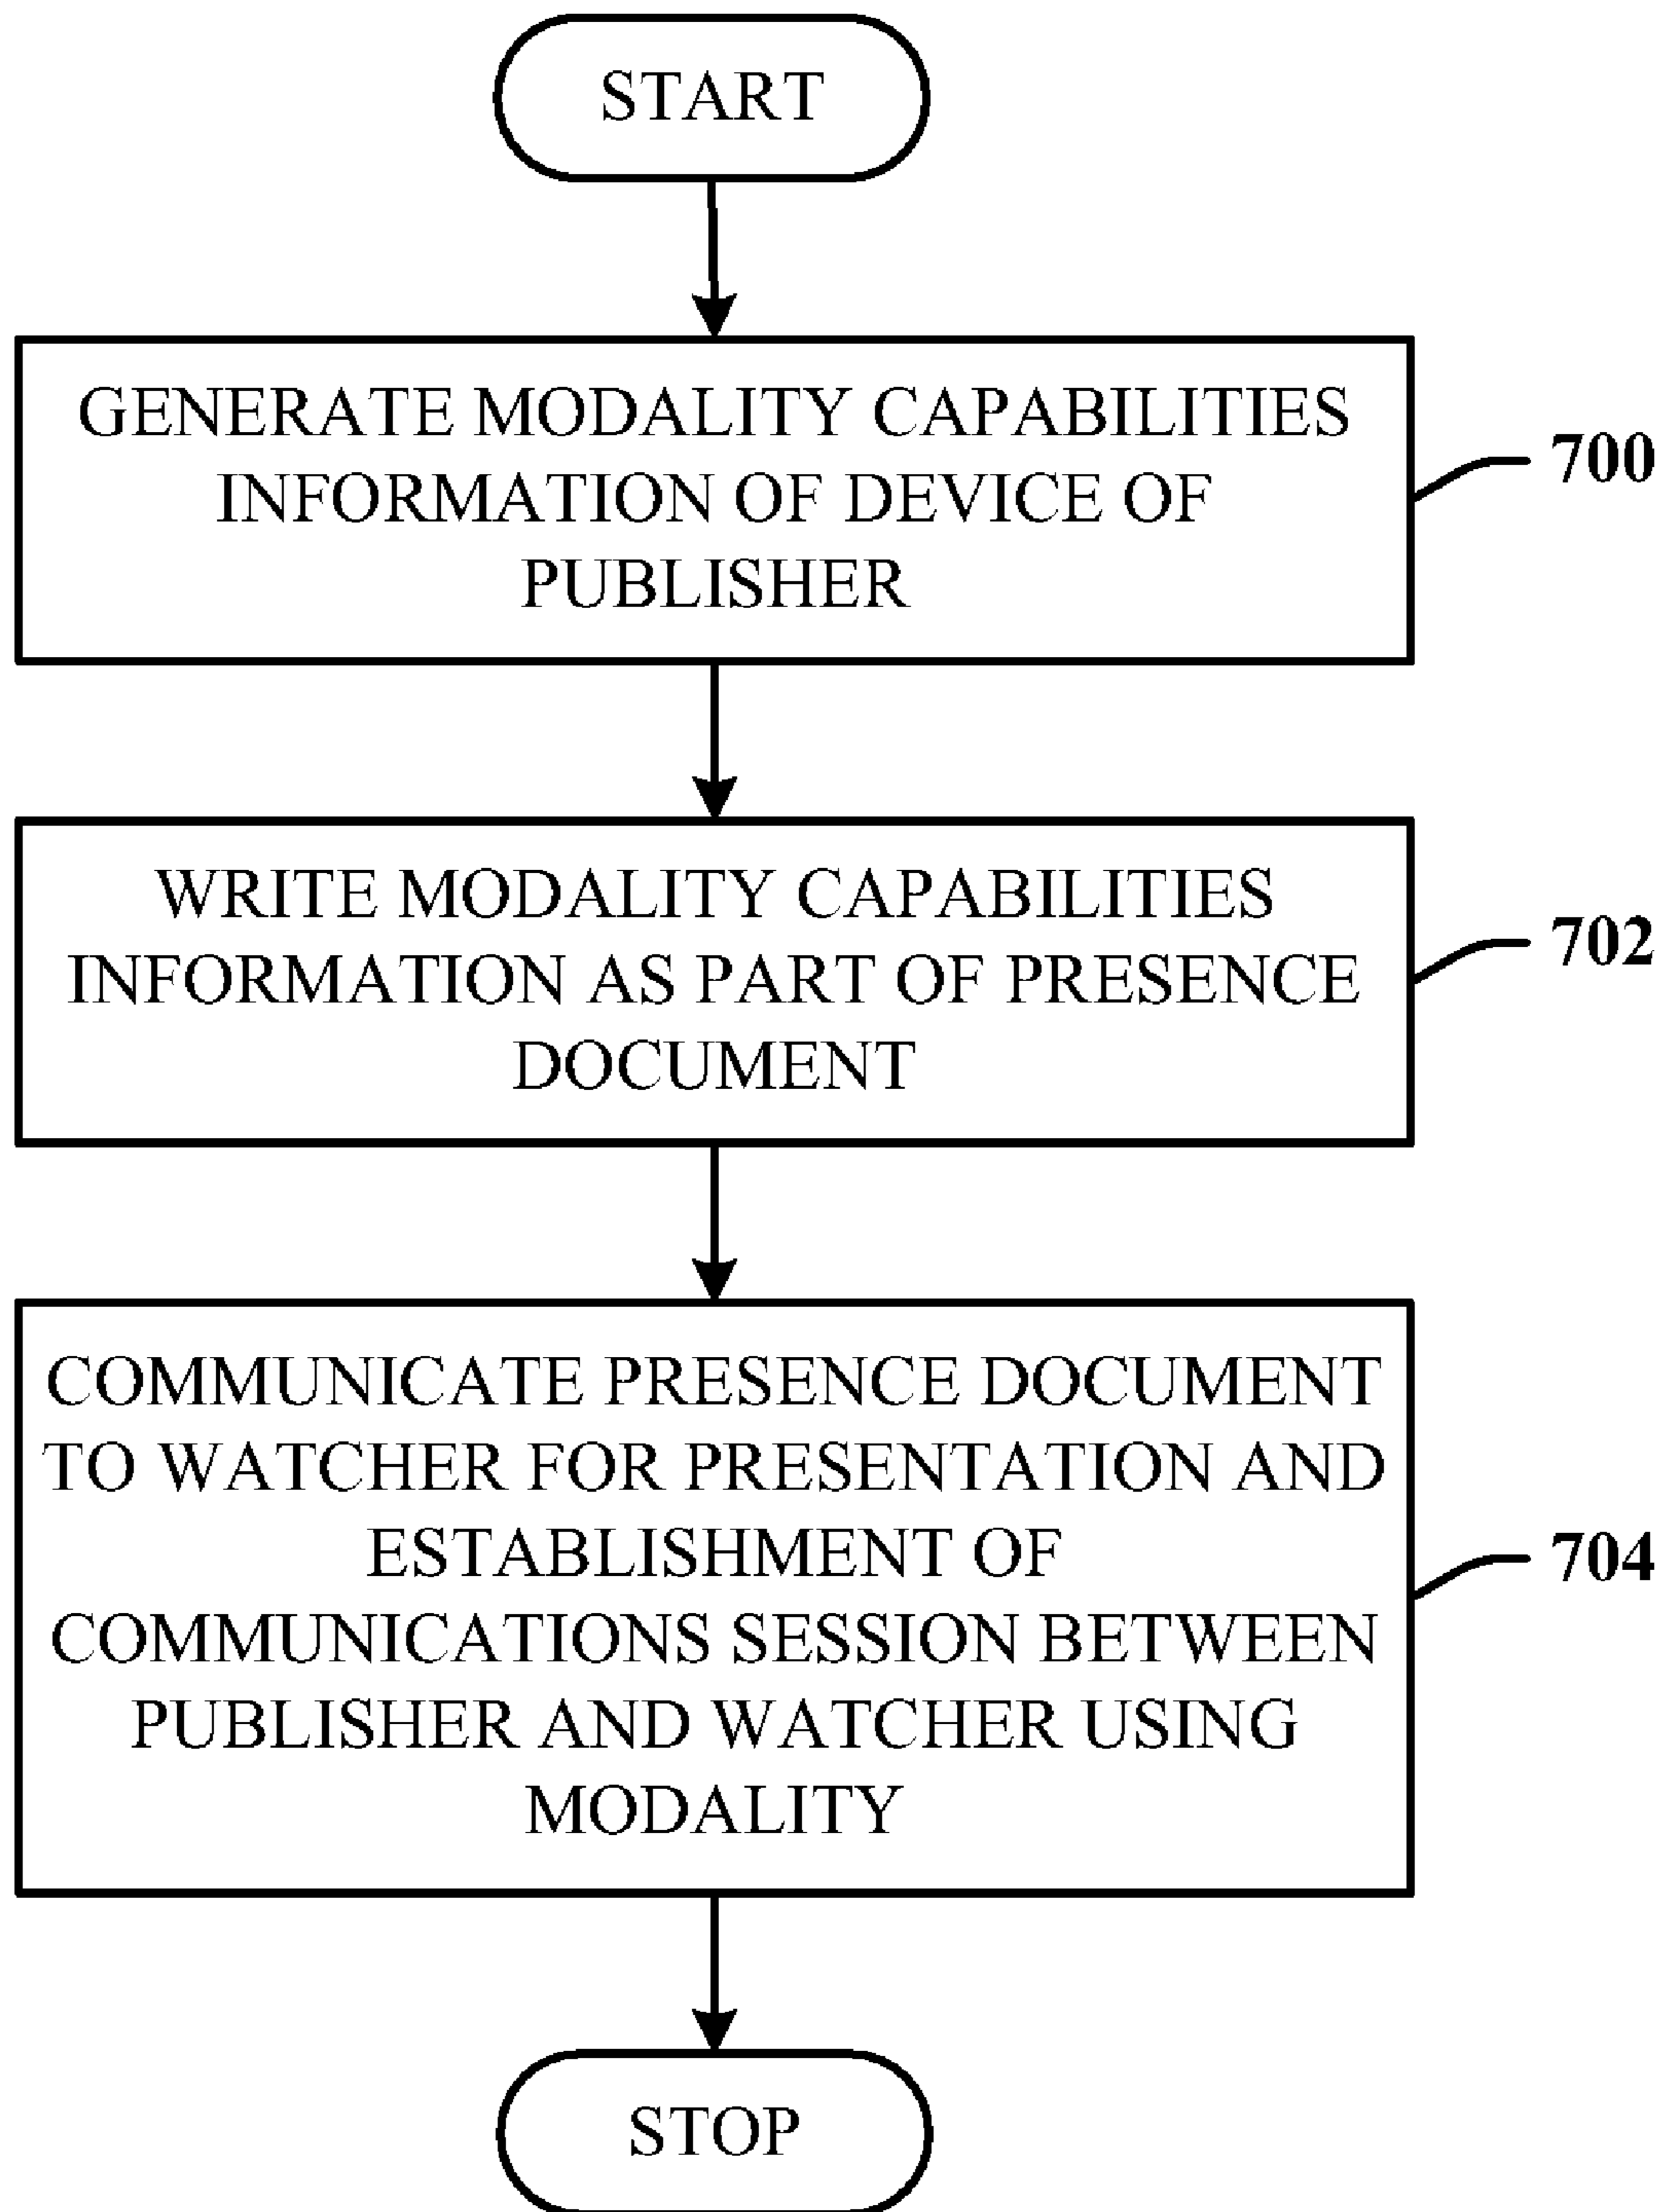 START
GENERATE MODALITY CAPABILITIES
INFORMATION OF DEVICE OF
PUBLISHER
700
WRITE MODALITY CAPABILITIES
INFORMATION AS PART OF PRESENCE
DOCUMENT
702
COMMUNICATE PRESENCE DOCUMENT
TO WATCHER FOR PRESENTATION AND
ESTABLISHMENT OF
COMMUNICATIONS SESSION BETWEEN
PUBLISHER AND WATCHER USING
MODALITY
704
STOP